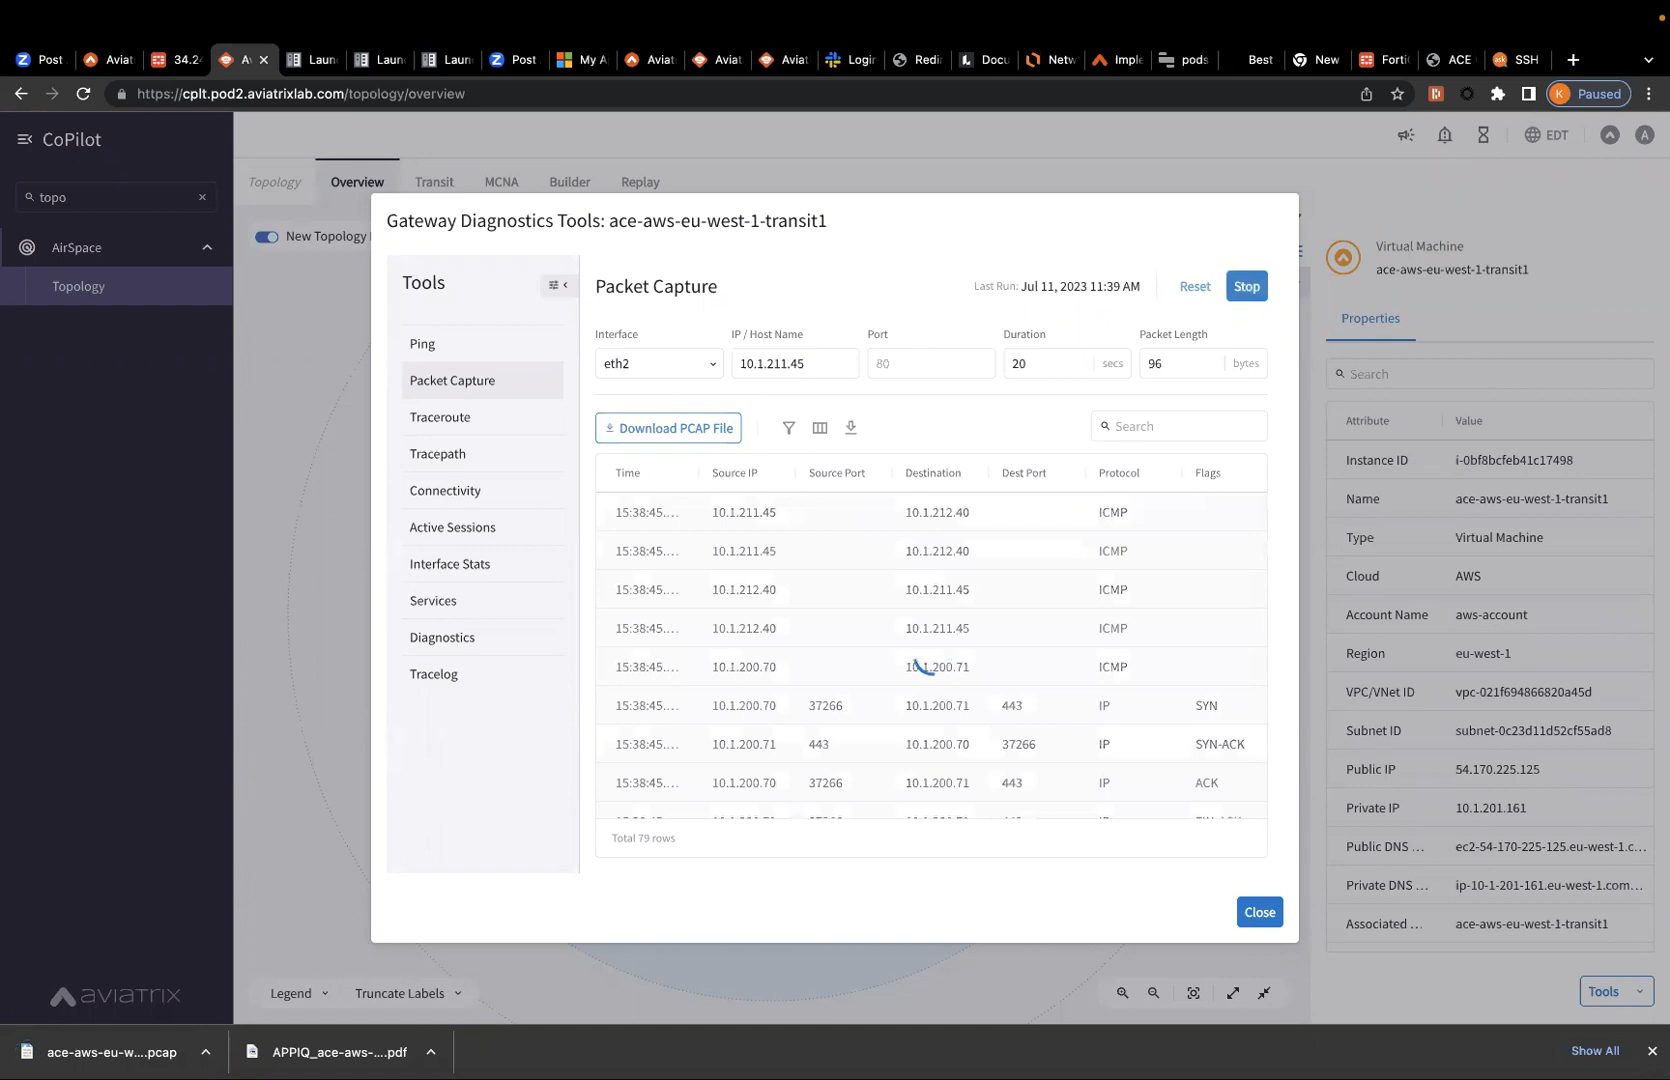 Post
Aviat
34.24
Av
Laun
Laun
Laun
Post
My A
Aviat
Aviat
Aviat
Login
Redi
Docu
Netw
Imple
pods
Best
New
Forti
ACE
SSH
https://cplt.pod2.aviatrixlab.com/topology/overview
K Paused
CoPilot
EDT
A
topo
Topology
Overview
Transit
MCNA
Builder
Replay
AirSpace
Topology
New Topology
Gateway Diagnostics Tools: ace-aws-eu-west-1-transit1
Tools
Ping
Packet Capture
Traceroute
Tracepath
Connectivity
Active Sessions
Interface Stats
Services
Diagnostics
Tracelog
Packet Capture
Last Run: Jul 11, 2023 11:39 AM
Reset
Stop
Interface IP / Host Name Port Duration Packet Length
eth2 10.1.211.45 80 20 secs 96 bytes
Download PCAP File
Search
Time Source IP Source Port Destination Dest Port Protocol Flags
15:38:45.... 10.1.211.45 10.1.212.40 ICMP
15:38:45.... 10.1.211.45 10.1.212.40 ICMP
15:38:45.... 10.1.212.40 10.1.211.45 ICMP
15:38:45.... 10.1.212.40 10.1.211.45 ICMP
15:38:45.... 10.1.200.70 10.1.200.71 ICMP
15:38:45.... 10.1.200.70 37266 10.1.200.71 443 IP SYN
15:38:45.... 10.1.200.71 443 10.1.200.70 37266 IP SYN-ACK
15:38:45.... 10.1.200.70 37266 10.1.200.71 443 IP ACK
Total 79 rows
Close
Virtual Machine
ace-aws-eu-west-1-transit1
Properties
Search
Attribute Value
Instance ID i-0bf8bcfeb41c17498
Name ace-aws-eu-west-1-transit1
Type Virtual Machine
Cloud AWS
Account Name aws-account
Region eu-west-1
VPC/VNet ID vpc-021f694866820a45d
Subnet ID subnet-0c23d11d52cf55ad8
Public IP 54.170.225.125
Private IP 10.1.201.161
Public DNS ... ec2-54-170-225-125.eu-west-1.c...
Private DNS ... ip-10-1-201-161.eu-west-1.com...
Associated ... ace-aws-eu-west-1-transit1
aviatrix
Legend
Truncate Labels
Tools
ace-aws-eu-w....pcap
APPIQ_ace-aws-....pdf
Show All